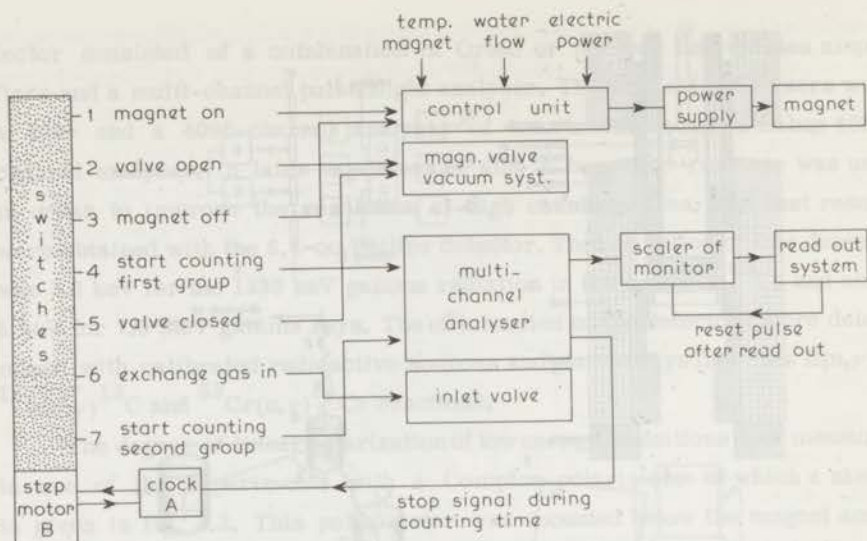 temp. water electric
magnet flow power
1 magnet on
control unit
power supply
magnet
2 valve open
magn. valve
vacuum syst.
switches
3 magnet off
4 start counting
first group
multi-
channel
analyser
scaler of
monitor
read out
system
5 valve closed
reset pulse
after read out
6 exchange gas in
inlet valve
7 start counting
second group
step
motor
B
clock
A
stop signal during
counting time